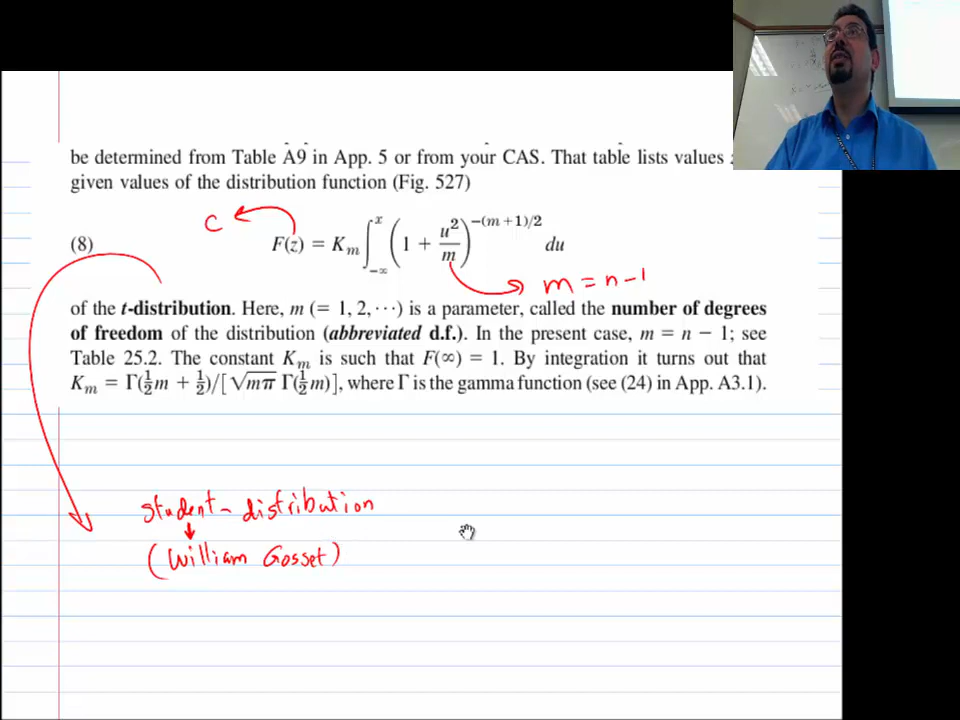 be determined from Table A9 in App. 5 or from your CAS. That table lists values
given values of the distribution function (Fig. 527)
C
(8) F(z) = K_m ∫_{-∞}^{x} (1 + u²/m)^{-(m+1)/2} du
m = n-1
of the t-distribution. Here, m (= 1, 2, ···) is a parameter, called the number of degrees
of freedom of the distribution (abbreviated d.f.). In the present case, m = n − 1; see
Table 25.2. The constant K_m is such that F(∞) = 1. By integration it turns out that
K_m = Γ(½m + ½)/[√mπ Γ(½m)], where Γ is the gamma function (see (24) in App. A3.1).
student - distribution
(William Gosset)